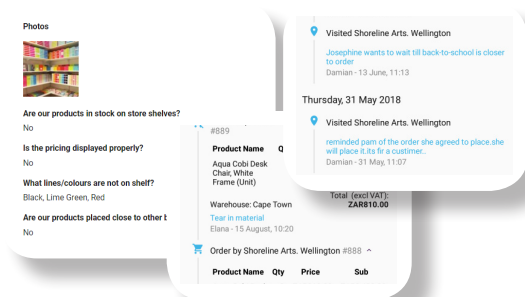 Photos
Are our products in stock on store shelves?
No
Is the pricing displayed properly?
No
What lines/colours are not on shelf?
Black, Lime Green, Red
Are our products placed close to other b
No
#889
Product Name Q
Aqua Cobi Desk
Chair, White
Frame (Unit)
Total (excl VAT):
Warehouse: Cape Town ZAR810.00
Tear in material
Elana - 15 August, 10:20
Order by Shoreline Arts. Wellington #888
Product Name Qty Price Sub
Visited Shoreline Arts. Wellington
Josephine wants to wait till back-to-school is closer
to order
Damian - 13 June, 11:13
Thursday, 31 May 2018
Visited Shoreline Arts. Wellington
reminded pam of the order she agreed to place.she
will place it.its fir a custimer..
Damian - 31 May, 11:07